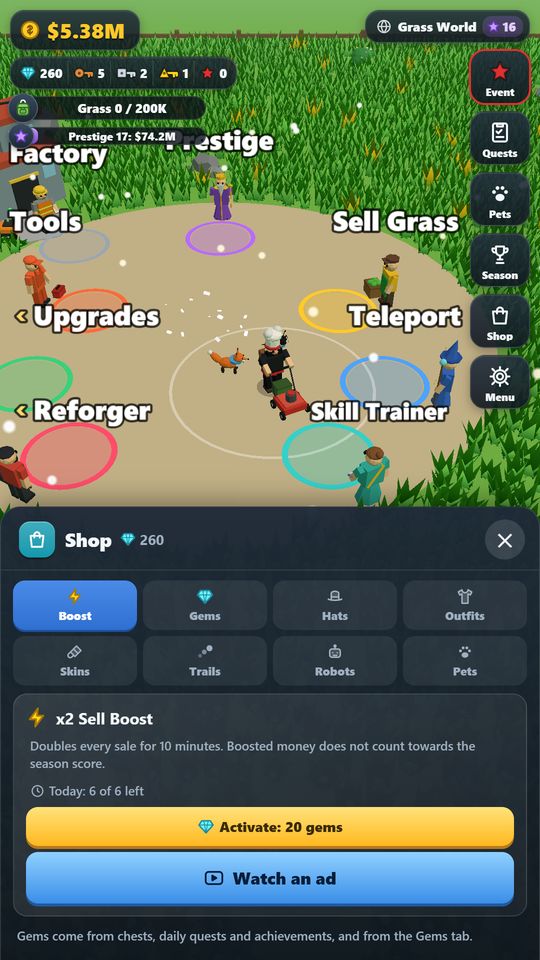 $5.38M
Grass World 16
260 5 2 1 0
Event
Grass 0 / 200K
Prestige 17: $74.2M
Quests
Factory
Prestige
Pets
Tools
Sell Grass
Season
Upgrades
Teleport
Shop
Menu
Reforger
Skill Trainer
Shop 260
Boost
Gems
Hats
Outfits
Skins
Trails
Robots
Pets
x2 Sell Boost
Doubles every sale for 10 minutes. Boosted money does not count towards the
season score.
Today: 6 of 6 left
Activate: 20 gems
Watch an ad
Gems come from chests, daily quests and achievements, and from the Gems tab.